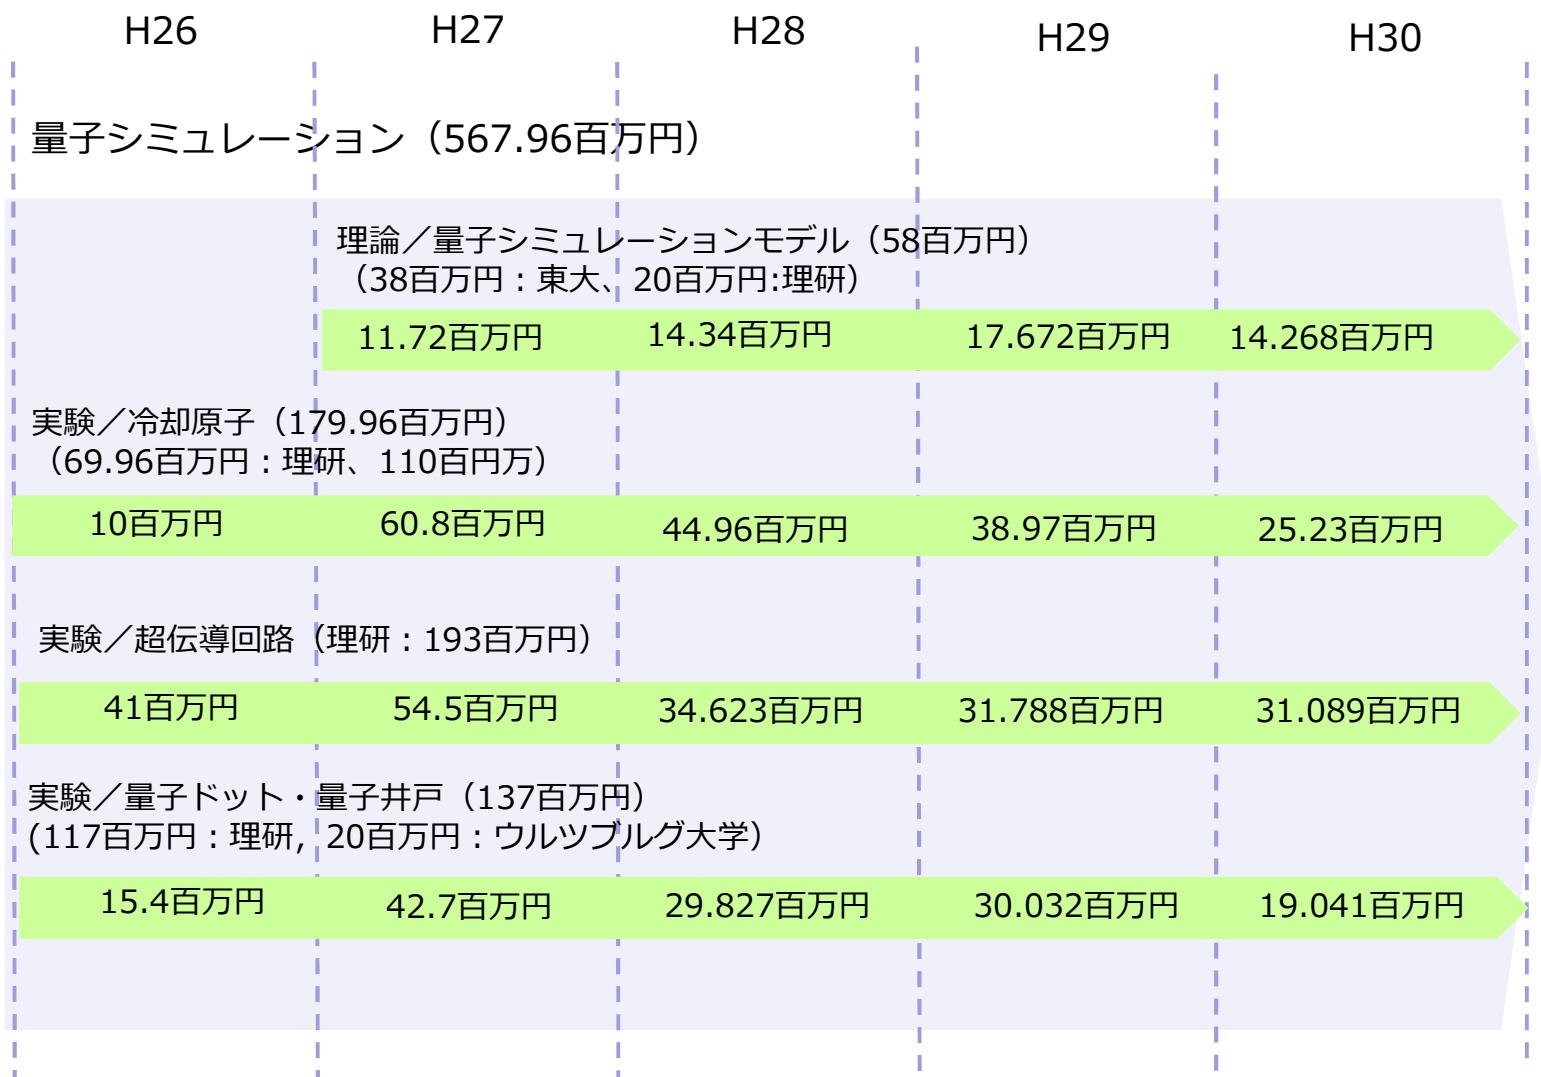 H26 H27 H28 H29 H30
量子シミュレーション（567.96百万円）
理論／量子シミュレーションモデル（58百万円）
（38百万円：東大、20百万円:理研）
11.72百万円 14.34百万円 17.672百万円 14.268百万円
実験／冷却原子（179.96百万円）
（69.96百万円：理研、110百円万）
10百万円 60.8百万円 44.96百万円 38.97百万円 25.23百万円
実験／超伝導回路（理研：193百万円）
41百万円 54.5百万円 34.623百万円 31.788百万円 31.089百万円
実験／量子ドット・量子井戸（137百万円）
(117百万円：理研，20百万円：ウルツブルグ大学）
15.4百万円 42.7百万円 29.827百万円 30.032百万円 19.041百万円